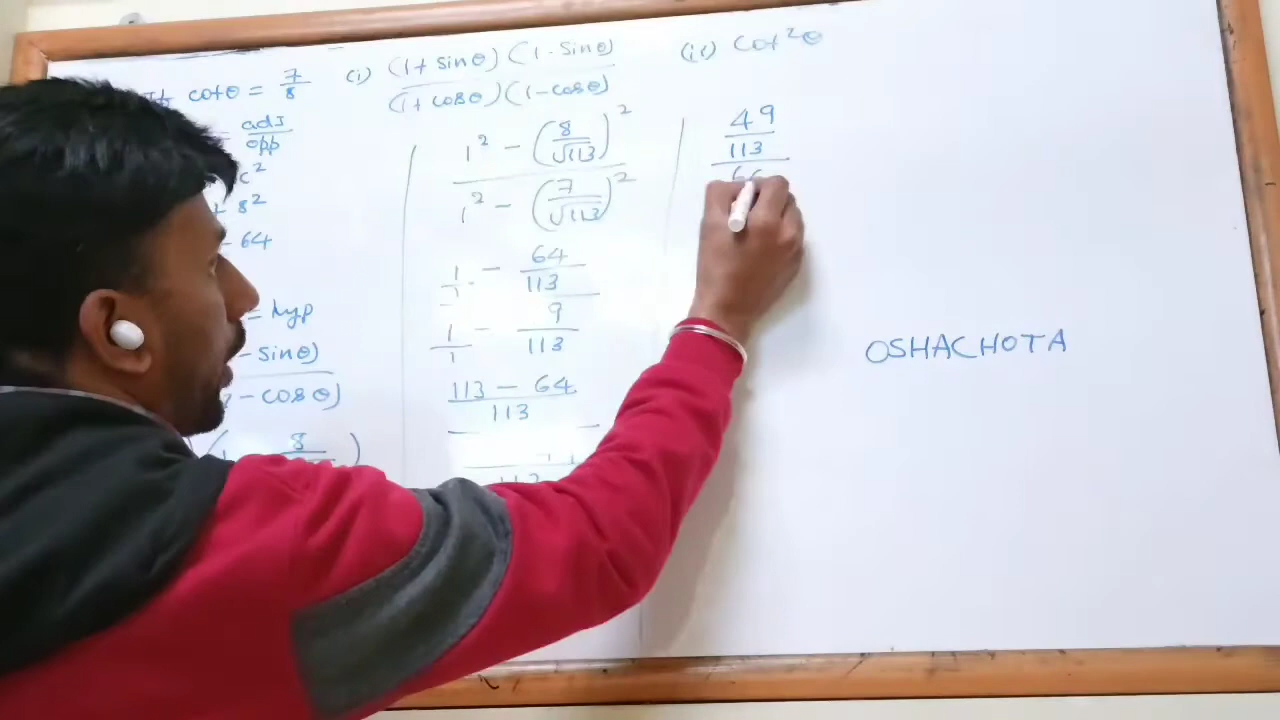 If cotθ = 7/8 (i) (1 + sinθ)(1 - sinθ) / (1 + cosθ)(1 - cosθ) (ii) cot²θ
= adj/opp
c²
+ 8²
64
= hyp
- sinθ)
- cosθ)
( 8 )
1² - (8/√113)²
1² - (7/√113)²
1/1 - 64/113
1/1 - 9/113
113 - 64
113
49
113
OSHACHOTA